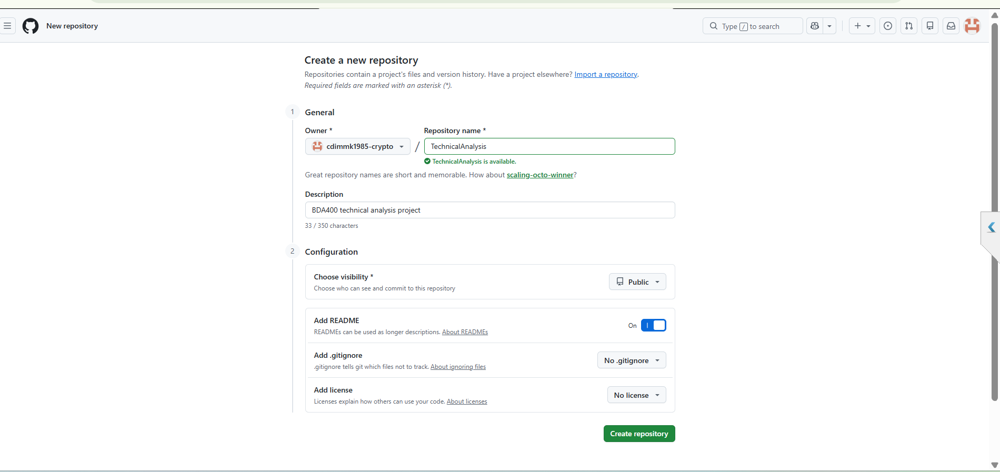 New repository
Type / to search
Create a new repository
Repositories contain a project's files and version history. Have a project elsewhere? Import a repository.
Required fields are marked with an asterisk (*).
1 General
Owner * Repository name *
cdimmk1985-crypto / TechnicalAnalysis
TechnicalAnalysis is available.
Great repository names are short and memorable. How about scaling-octo-winner?
Description
BDA400 technical analysis project
33 / 350 characters
2 Configuration
Choose visibility *
Choose who can see and commit to this repository
Public
Add README
READMEs can be used as longer descriptions. About READMEs
On
Add .gitignore
.gitignore tells git which files not to track. About ignoring files
No .gitignore
Add license
Licenses explain how others can use your code. About licenses
No license
Create repository